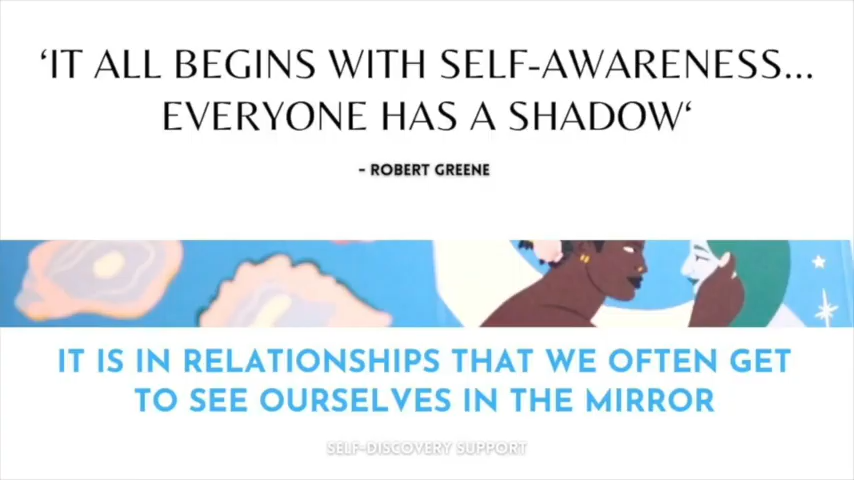 ‘IT ALL BEGINS WITH SELF-AWARENESS...
EVERYONE HAS A SHADOW‘
- ROBERT GREENE
IT IS IN RELATIONSHIPS THAT WE OFTEN GET
TO SEE OURSELVES IN THE MIRROR
SELF-DISCOVERY SUPPORT